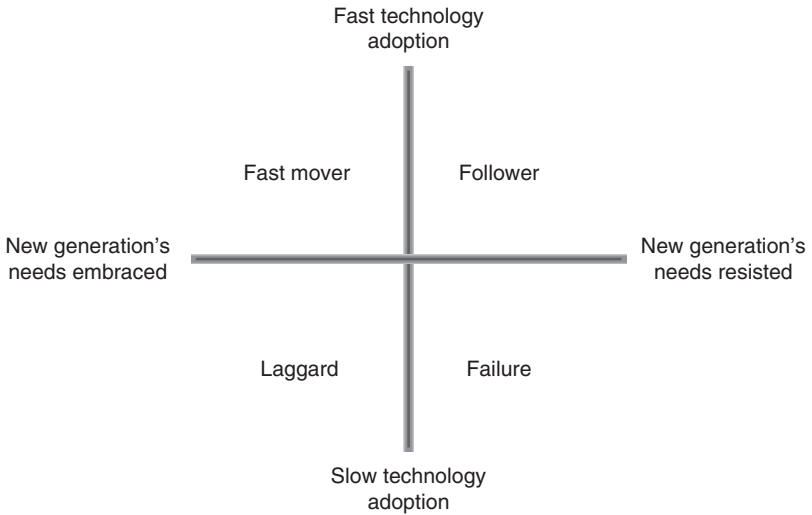 Fast technology
adoption
Fast mover
Follower
New generation's
needs embraced
New generation's
needs resisted
Laggard
Failure
Slow technology
adoption